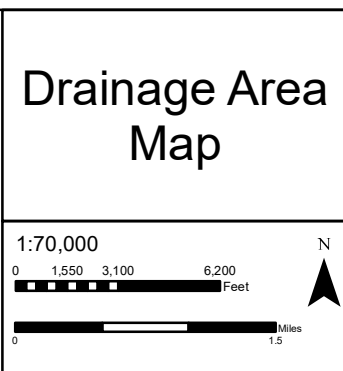 Drainage Area
Map
1:70,000
N
0 1,550 3,100 6,200
Feet
Miles
0 1.5